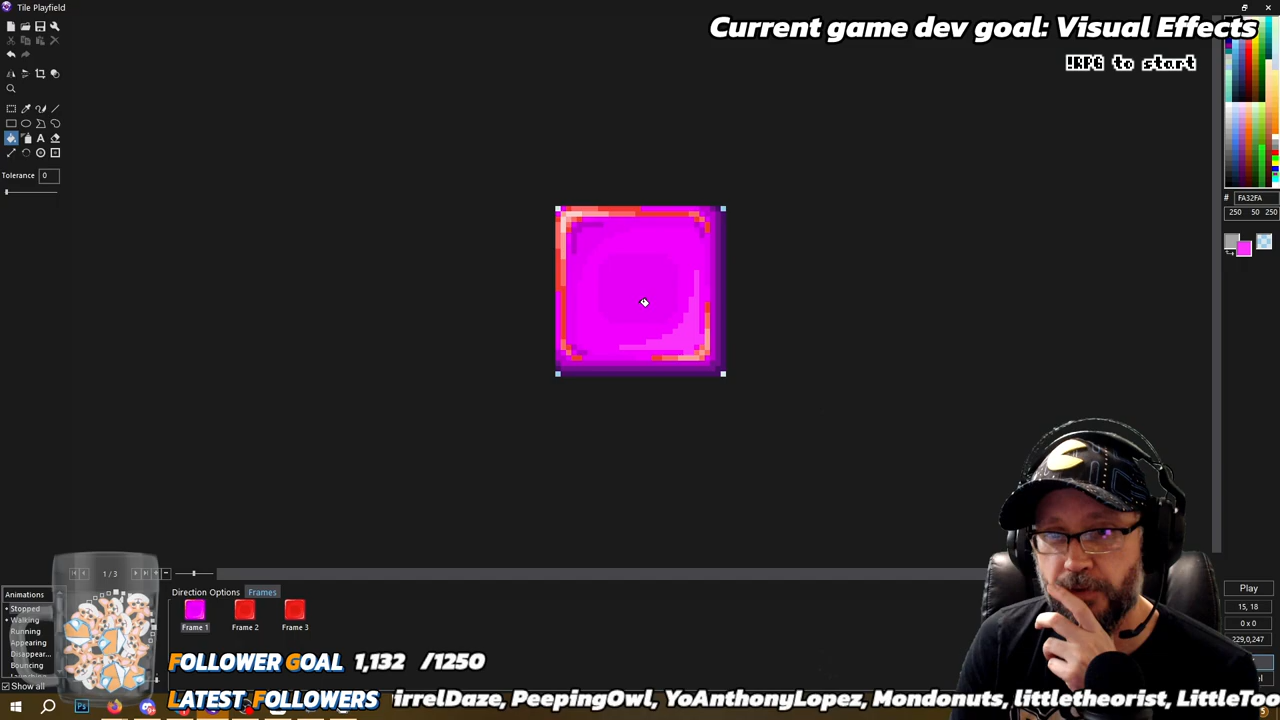 Tile Playfield
Current game dev goal: Visual Effects
!RPG to start
Tolerance 0
# FA32FA
250 50 250
1 / 3
Animations
Direction Options Frames
Stopped
Walking
Running
Appearing
Disappear...
Bouncing
Show all
Frame 1 Frame 2 Frame 3
Play
15, 18
0 x 0
229,0,247
FOLLOWER GOAL 1,132 /1250
LATEST FOLLOWERS irrelDaze, PeepingOwl, YoAnthonyLopez, Mondonuts, littletheorist, LittleTo